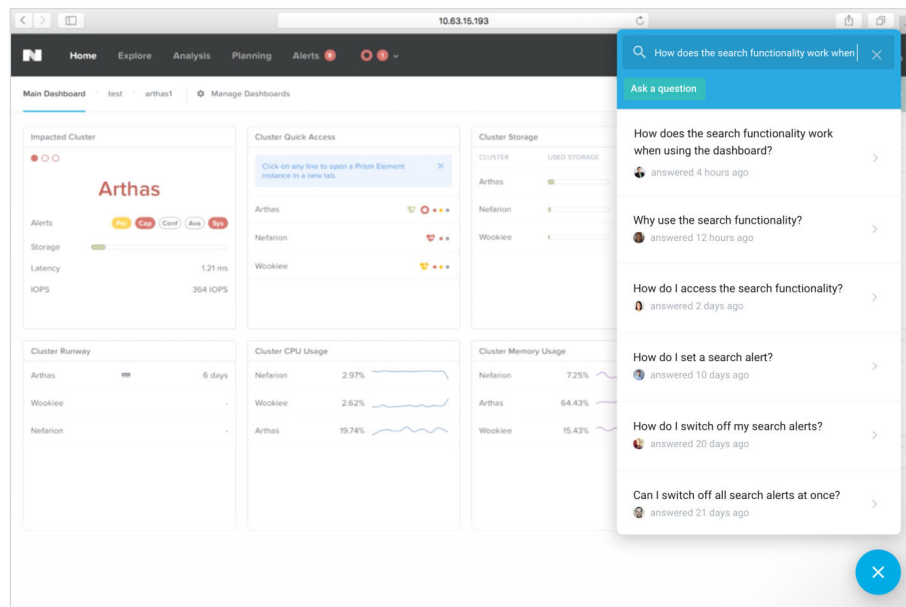 10.63.15.193
Home Explore Analysis Planning Alerts 9 1
Main Dashboard test arthas1 Manage Dashboards
Impacted Cluster
Arthas
Alerts Per Cap Conf Ava Sys
Storage
Latency 1.21 ms
IOPS 364 IOPS
Cluster Quick Access
Click on any line to open a Prism Element
instance in a new tab.
Arthas
Nefarion
Wookiee
Cluster Storage
CLUSTER USED STORAGE
Arthas
Nefarion
Wookiee
Cluster Runway
Arthas 6 days
Wookiee -
Nefarion -
Cluster CPU Usage
Nefarion 2.97%
Wookiee 2.62%
Arthas 19.74%
Cluster Memory Usage
Nefarion 7.25%
Arthas 64.43%
Wookiee 15.43%
How does the search functionality work when
Ask a question
How does the search functionality work
when using the dashboard?
answered 4 hours ago
Why use the search functionality?
answered 12 hours ago
How do I access the search functionality?
answered 2 days ago
How do I set a search alert?
answered 10 days ago
How do I switch off my search alerts?
answered 20 days ago
Can I switch off all search alerts at once?
answered 21 days ago